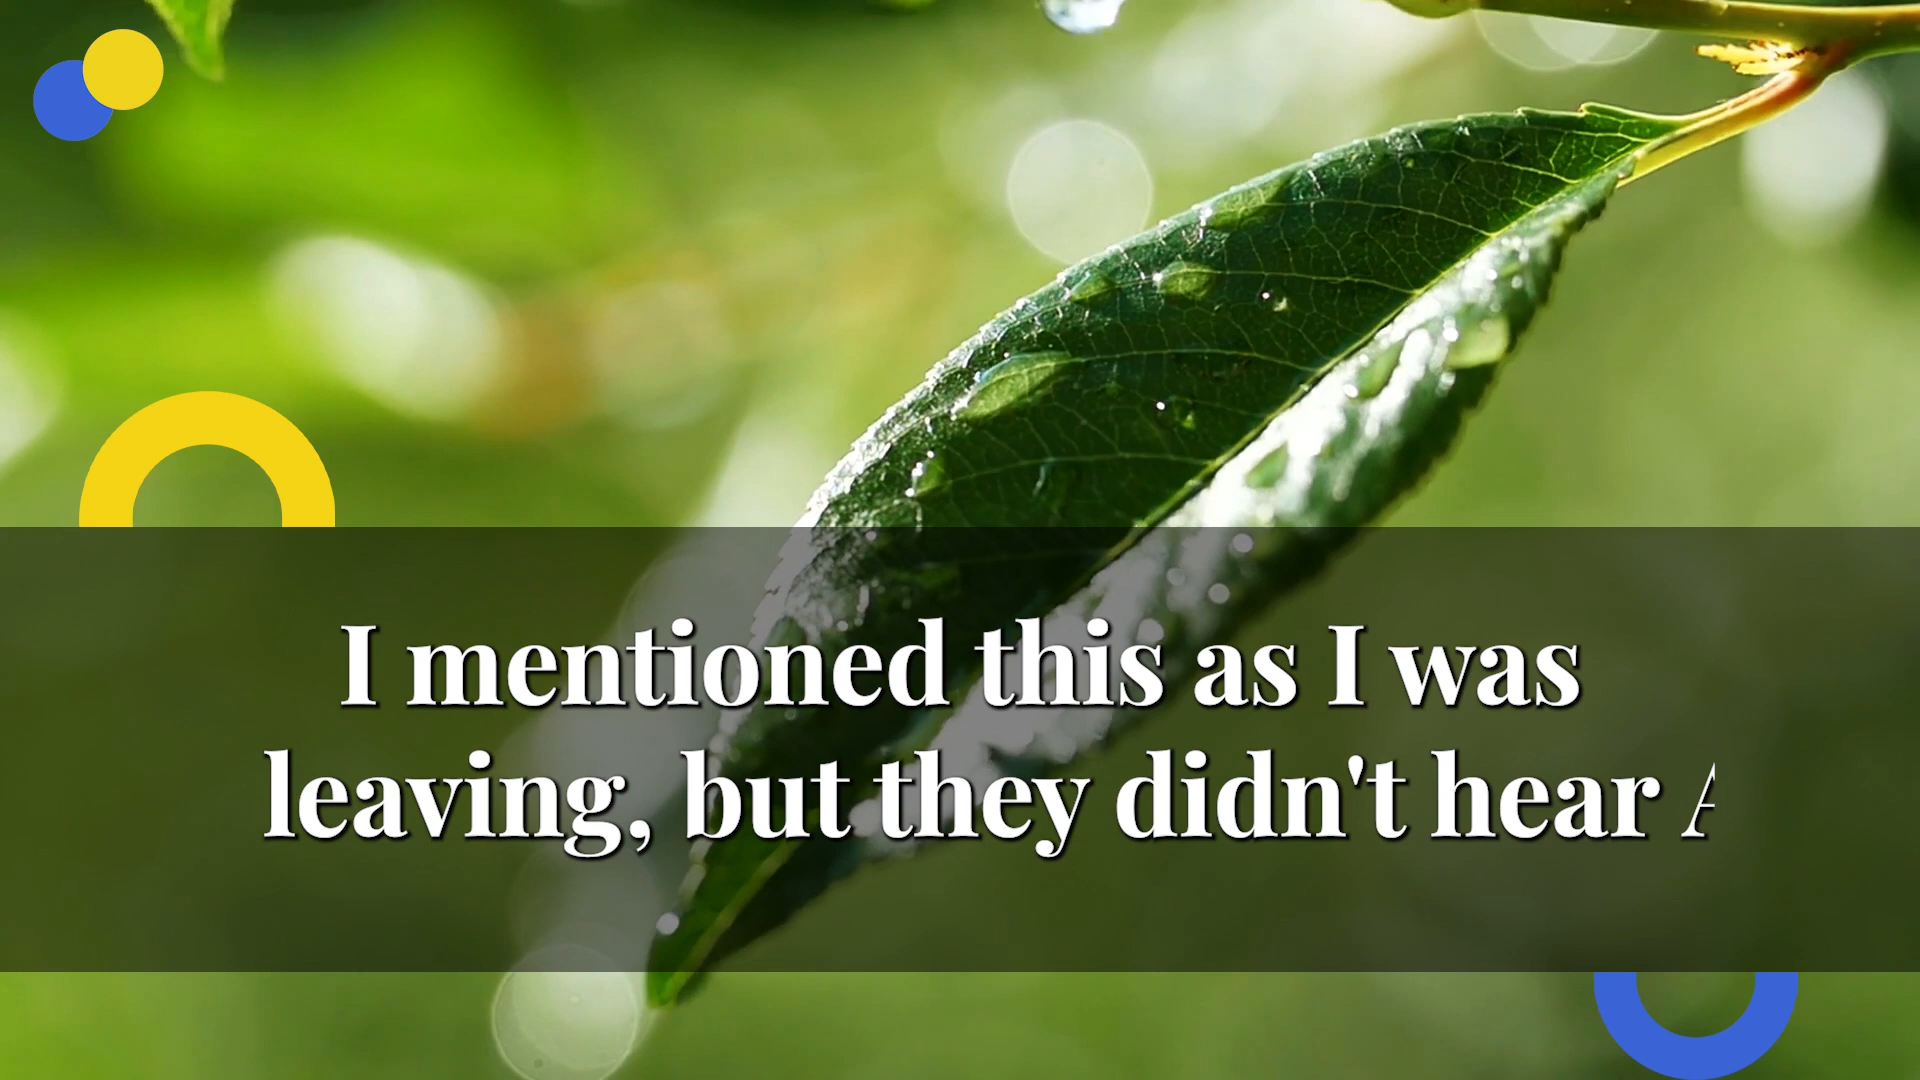 I mentioned this as I was
leaving, but they didn't hear